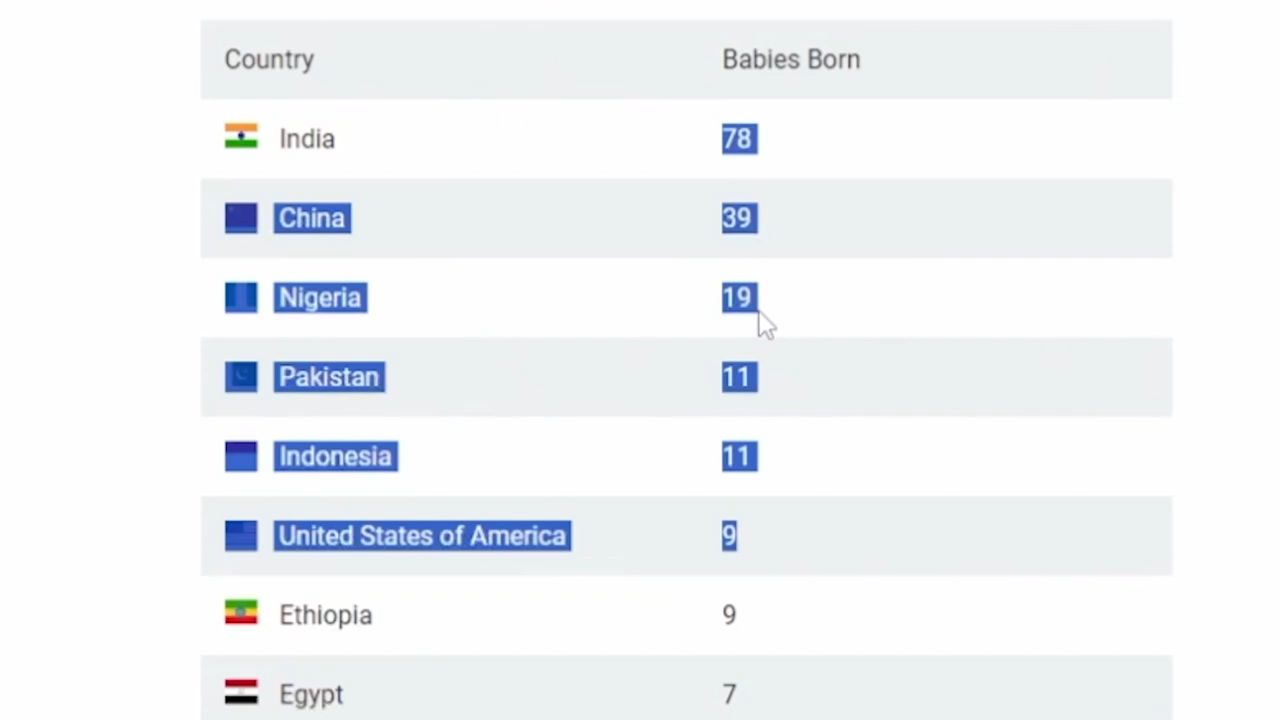 Country Babies Born
India 78
China 39
Nigeria 19
Pakistan 11
Indonesia 11
United States of America 9
Ethiopia 9
Egypt 7